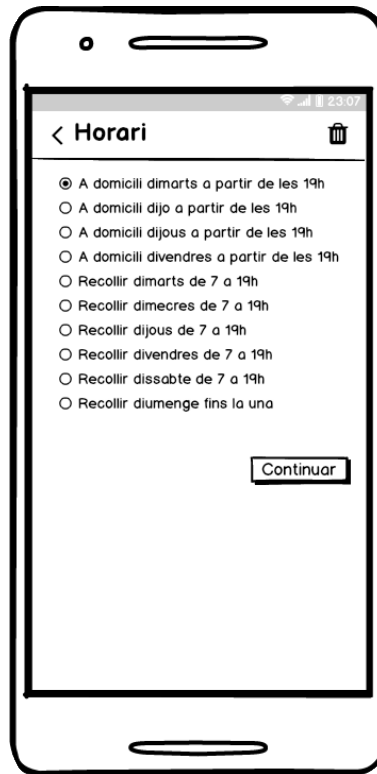 23:07
Horari
A domicili dimarts a partir de les 19h
A domicili dijo a partir de les 19h
A domicili dijous a partir de les 19h
A domicili divendres a partir de les 19h
Recollir dimarts de 7 a 19h
Recollir dimecres de 7 a 19h
Recollir dijous de 7 a 19h
Recollir divendres de 7 a 19h
Recollir dissabte de 7 a 19h
Recollir diumenge fins la una
Continuar